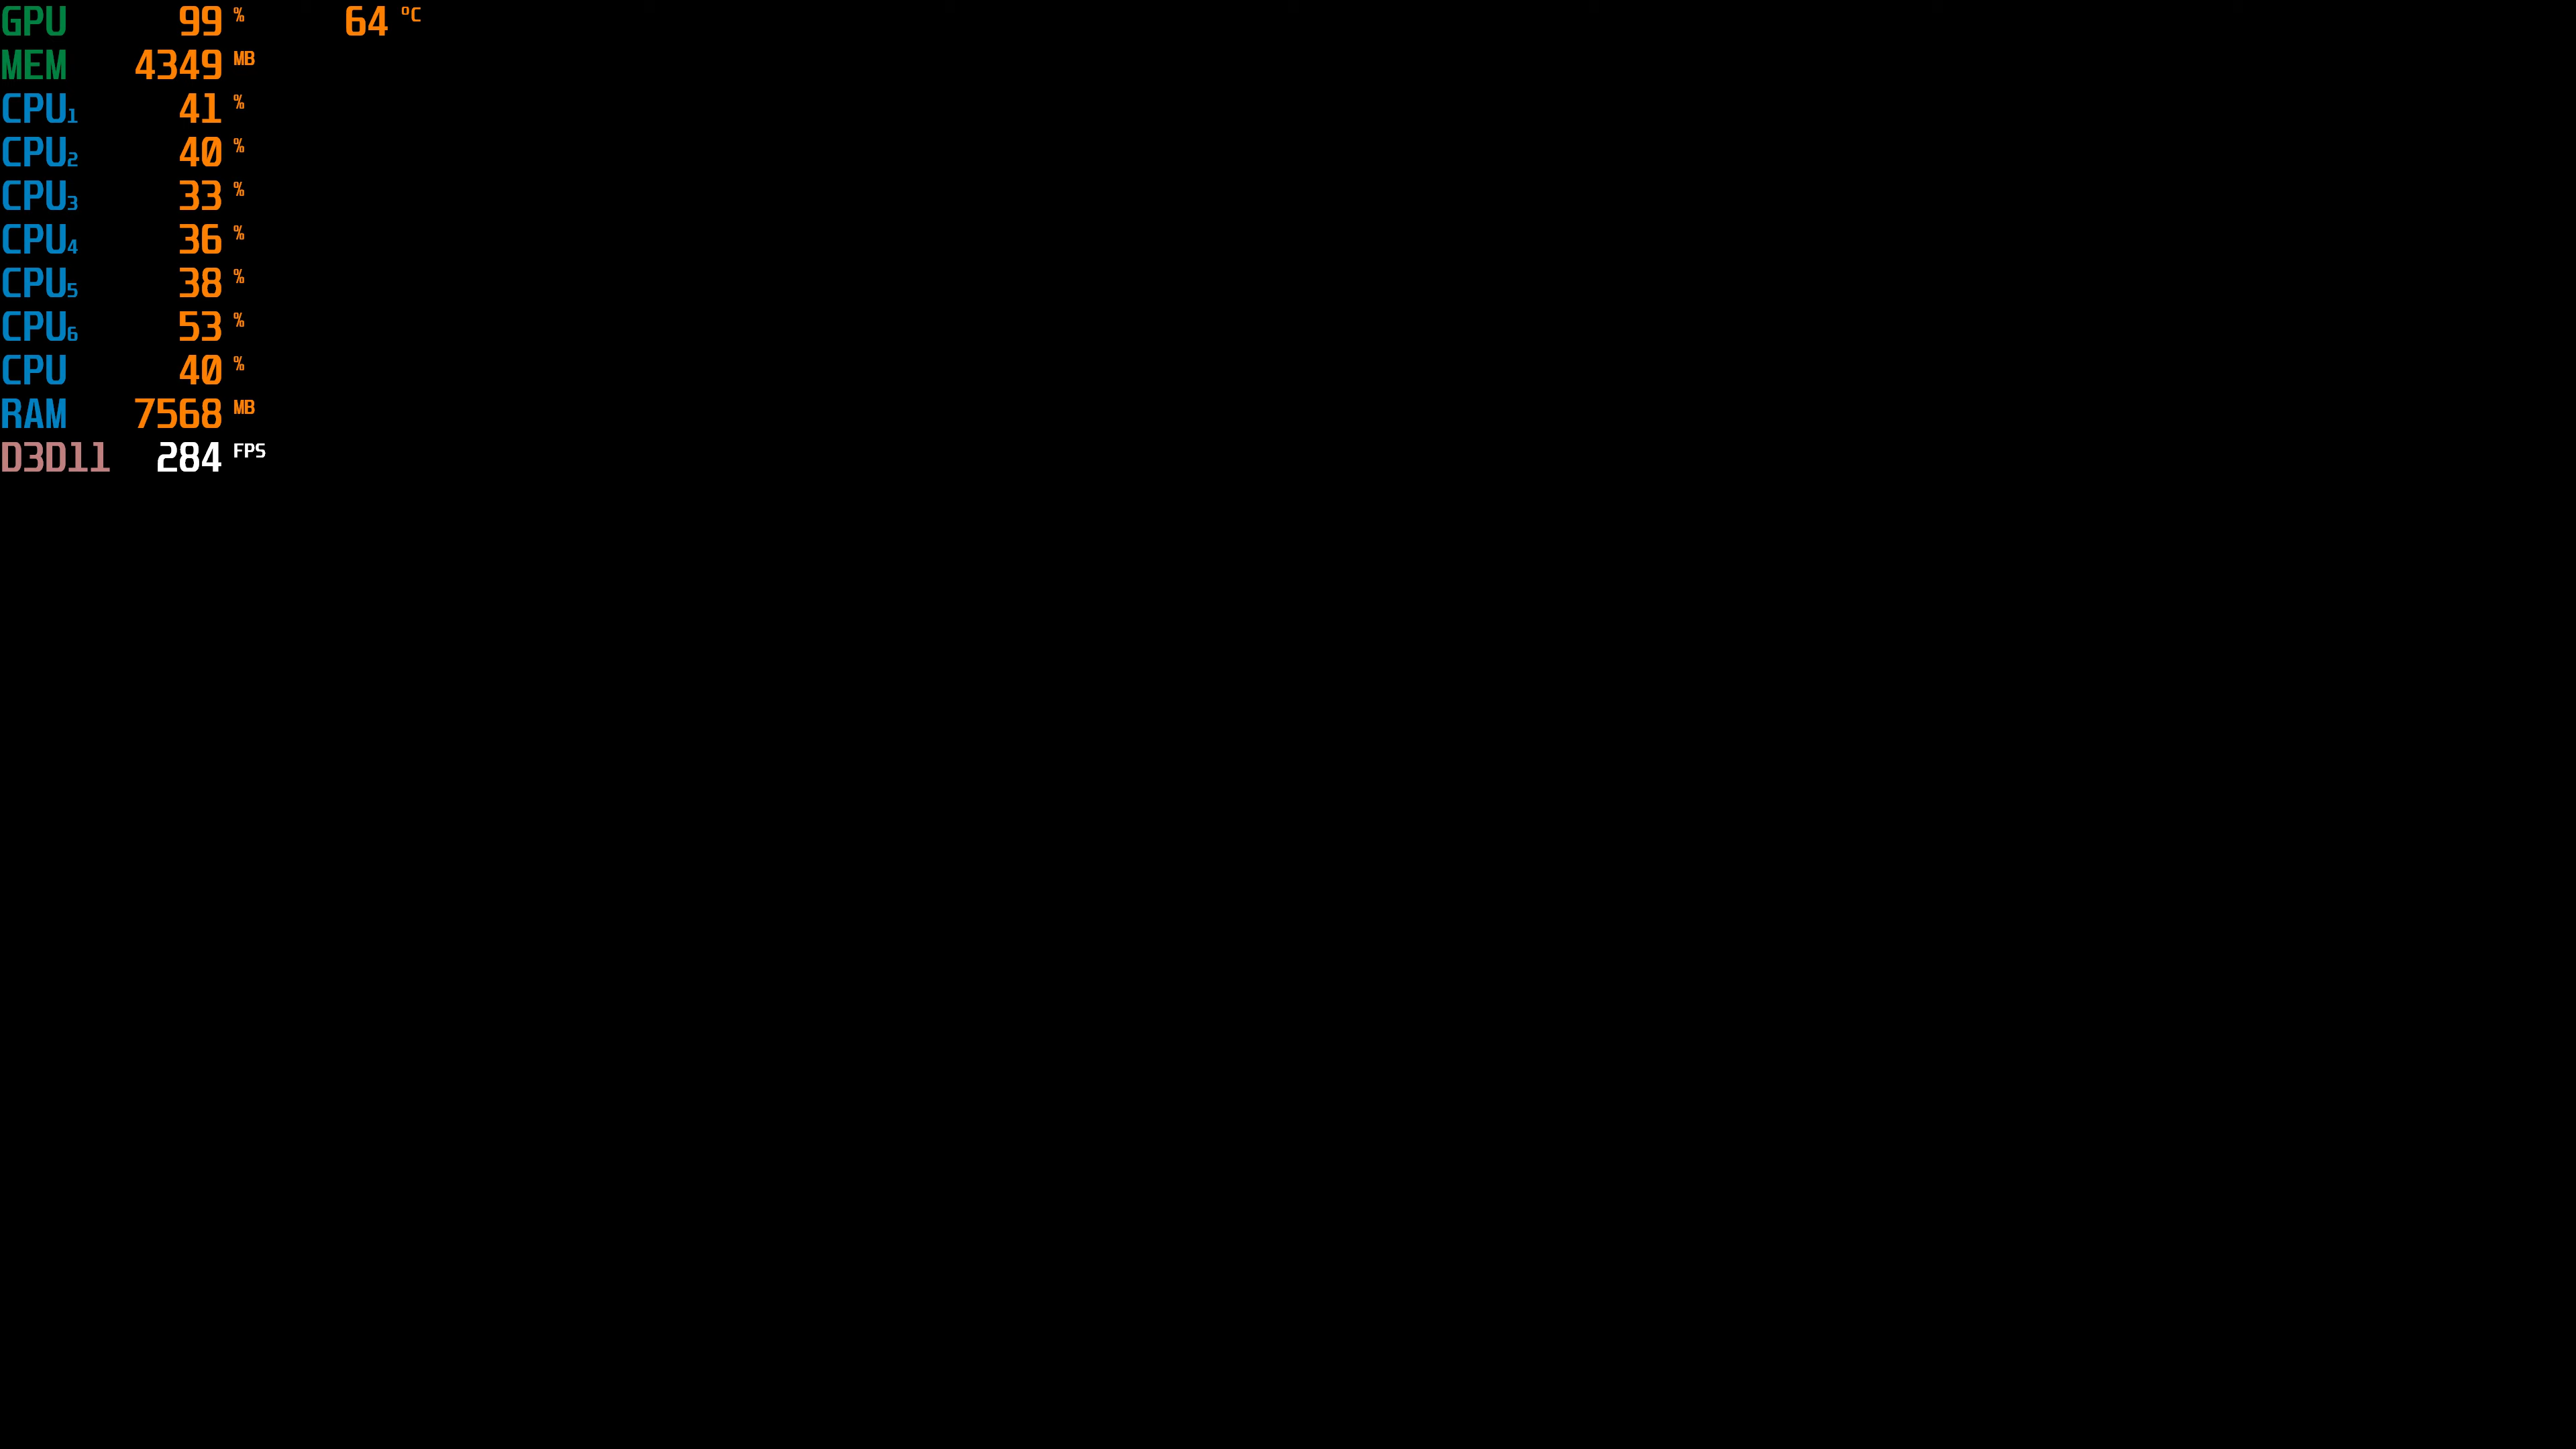 GPU 99 % 64 °C
MEM 4349 MB
CPU1 41 %
CPU2 40 %
CPU3 33 %
CPU4 36 %
CPU5 38 %
CPU6 53 %
CPU 40 %
RAM 7568 MB
D3D11 284 FPS